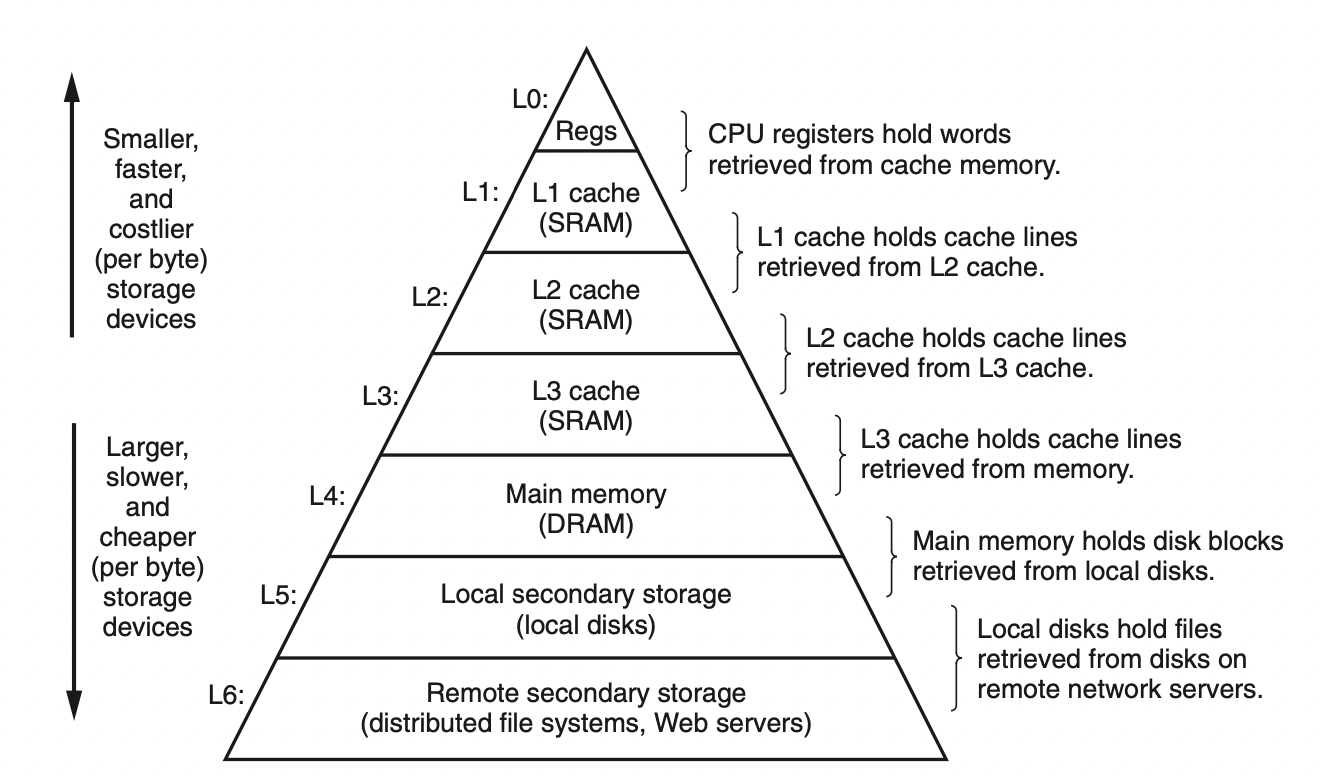 Smaller,
faster,
and
costlier
(per byte)
storage
devices
Larger,
slower,
and
cheaper
(per byte)
storage
devices
L0:
Regs
L1:
L1 cache
(SRAM)
L2:
L2 cache
(SRAM)
L3:
L3 cache
(SRAM)
L4:
Main memory
(DRAM)
L5:
Local secondary storage
(local disks)
L6:
Remote secondary storage
(distributed file systems, Web servers)
CPU registers hold words
retrieved from cache memory.
L1 cache holds cache lines
retrieved from L2 cache.
L2 cache holds cache lines
retrieved from L3 cache.
L3 cache holds cache lines
retrieved from memory.
Main memory holds disk blocks
retrieved from local disks.
Local disks hold files
retrieved from disks on
remote network servers.